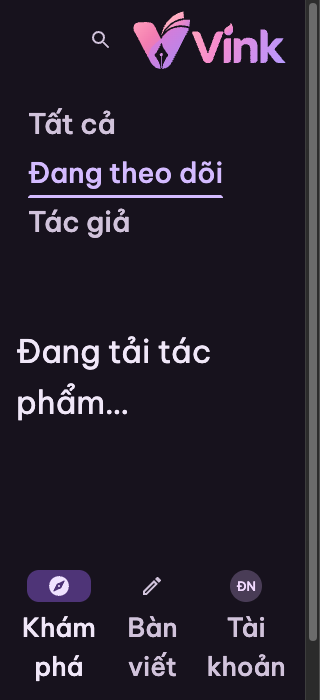 Vink
Tất cả
Đang theo dõi
Tác giả
Đang tải tác
phẩm...
ĐN
Khám
phá
Bàn
viết
Tài
khoản